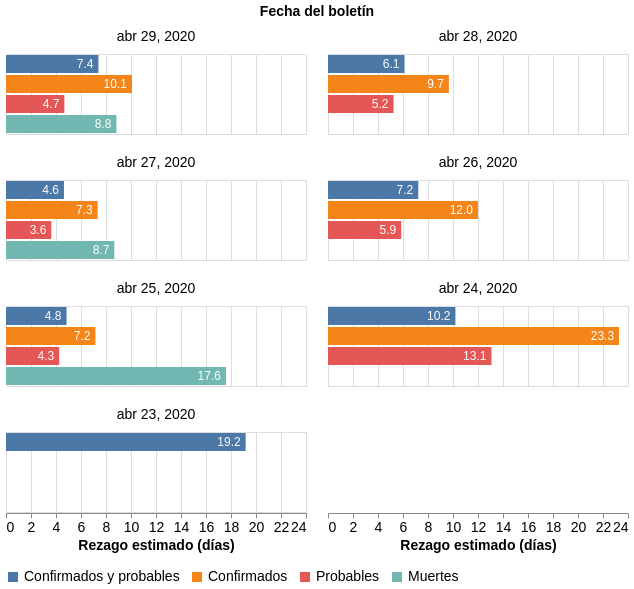 Fecha del boletín
abr 29, 2020
7.4
10.1
4.7
8.8
abr 28, 2020
6.1
9.7
5.2
abr 27, 2020
4.6
7.3
3.6
8.7
abr 26, 2020
7.2
12.0
5.9
abr 25, 2020
4.8
7.2
4.3
17.6
abr 24, 2020
10.2
23.3
13.1
abr 23, 2020
19.2
0 2 4 6 8 10 12 14 16 18 20 22 24
Rezago estimado (días)
0 2 4 6 8 10 12 14 16 18 20 22 24
Rezago estimado (días)
Confirmados y probables Confirmados Probables Muertes